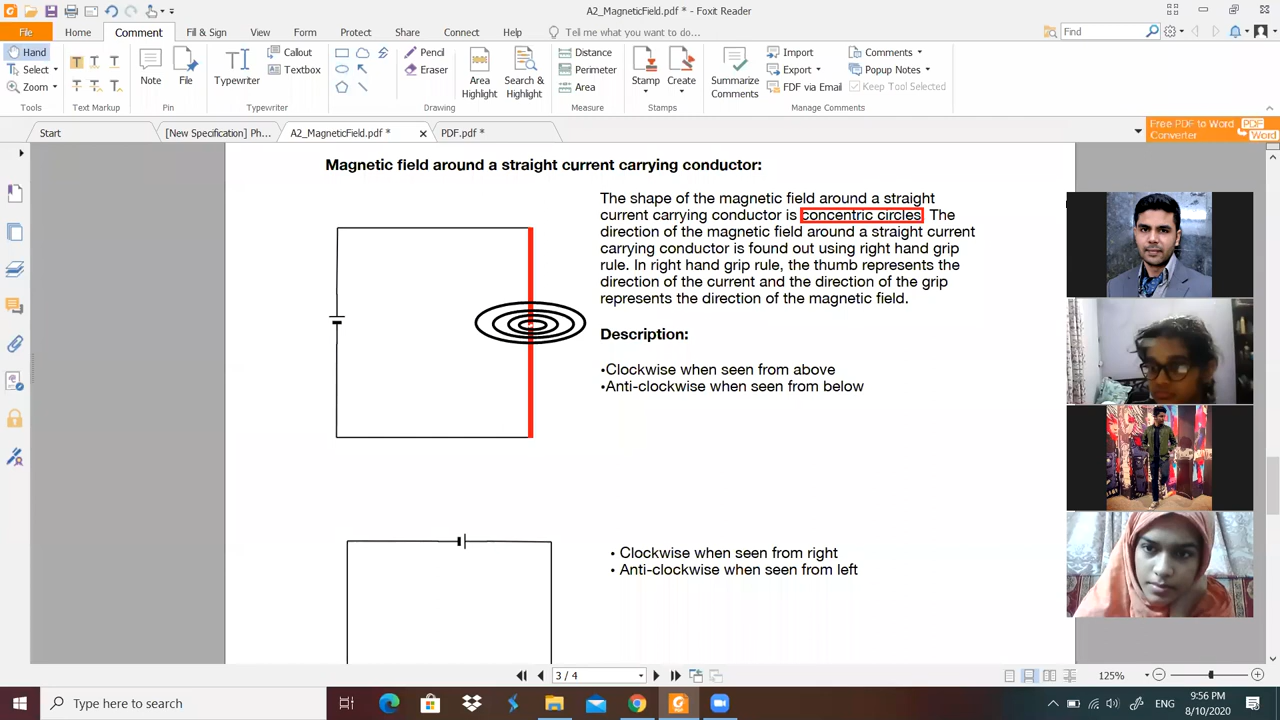 A2_MagneticField.pdf * - Foxit Reader
File Home Comment Fill & Sign View Form Protect Share Connect Help Tell me what you want to do... Find
Hand
Select
Zoom
Tools
Text Markup
Note
File
Pin
Typewriter
Callout
Textbox
Typewriter
Pencil
Eraser
Drawing
Area Highlight
Search & Highlight
Distance
Perimeter
Area
Measure
Stamp
Create
Stamps
Summarize Comments
Import
Export
FDF via Email
Comments
Popup Notes
Keep Tool Selected
Manage Comments
Start [New Specification] Ph... A2_MagneticField.pdf * PDF.pdf *
Free PDF to Word Converter
PDF
Word
Magnetic field around a straight current carrying conductor:
The shape of the magnetic field around a straight
current carrying conductor is concentric circles. The
direction of the magnetic field around a straight current
carrying conductor is found out using right hand grip
rule. In right hand grip rule, the thumb represents the
direction of the current and the direction of the grip
represents the direction of the magnetic field.
Description:
•Clockwise when seen from above
•Anti-clockwise when seen from below
• Clockwise when seen from right
• Anti-clockwise when seen from left
3 / 4
125%
Type here to search
ENG
9:56 PM
8/10/2020